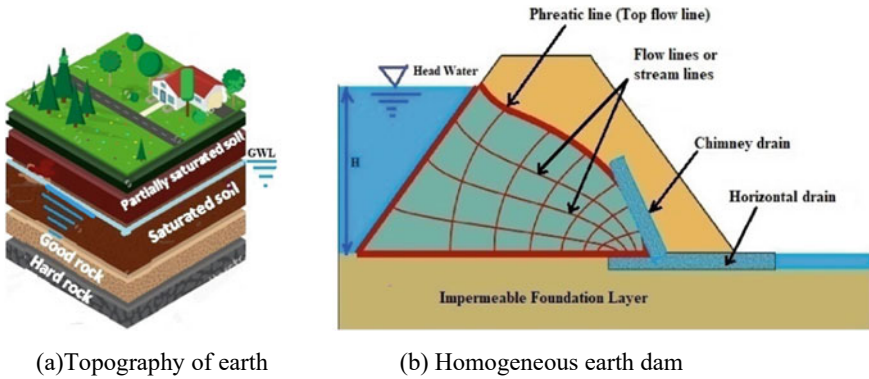 Partially saturated soil
GWL
Saturated soil
Good rock
Hard rock
(a)Topography of earth
Phreatic line (Top flow line)
Head Water
Flow lines or
stream lines
H
Chimney drain
Horizontal drain
Impermeable Foundation Layer
(b) Homogeneous earth dam